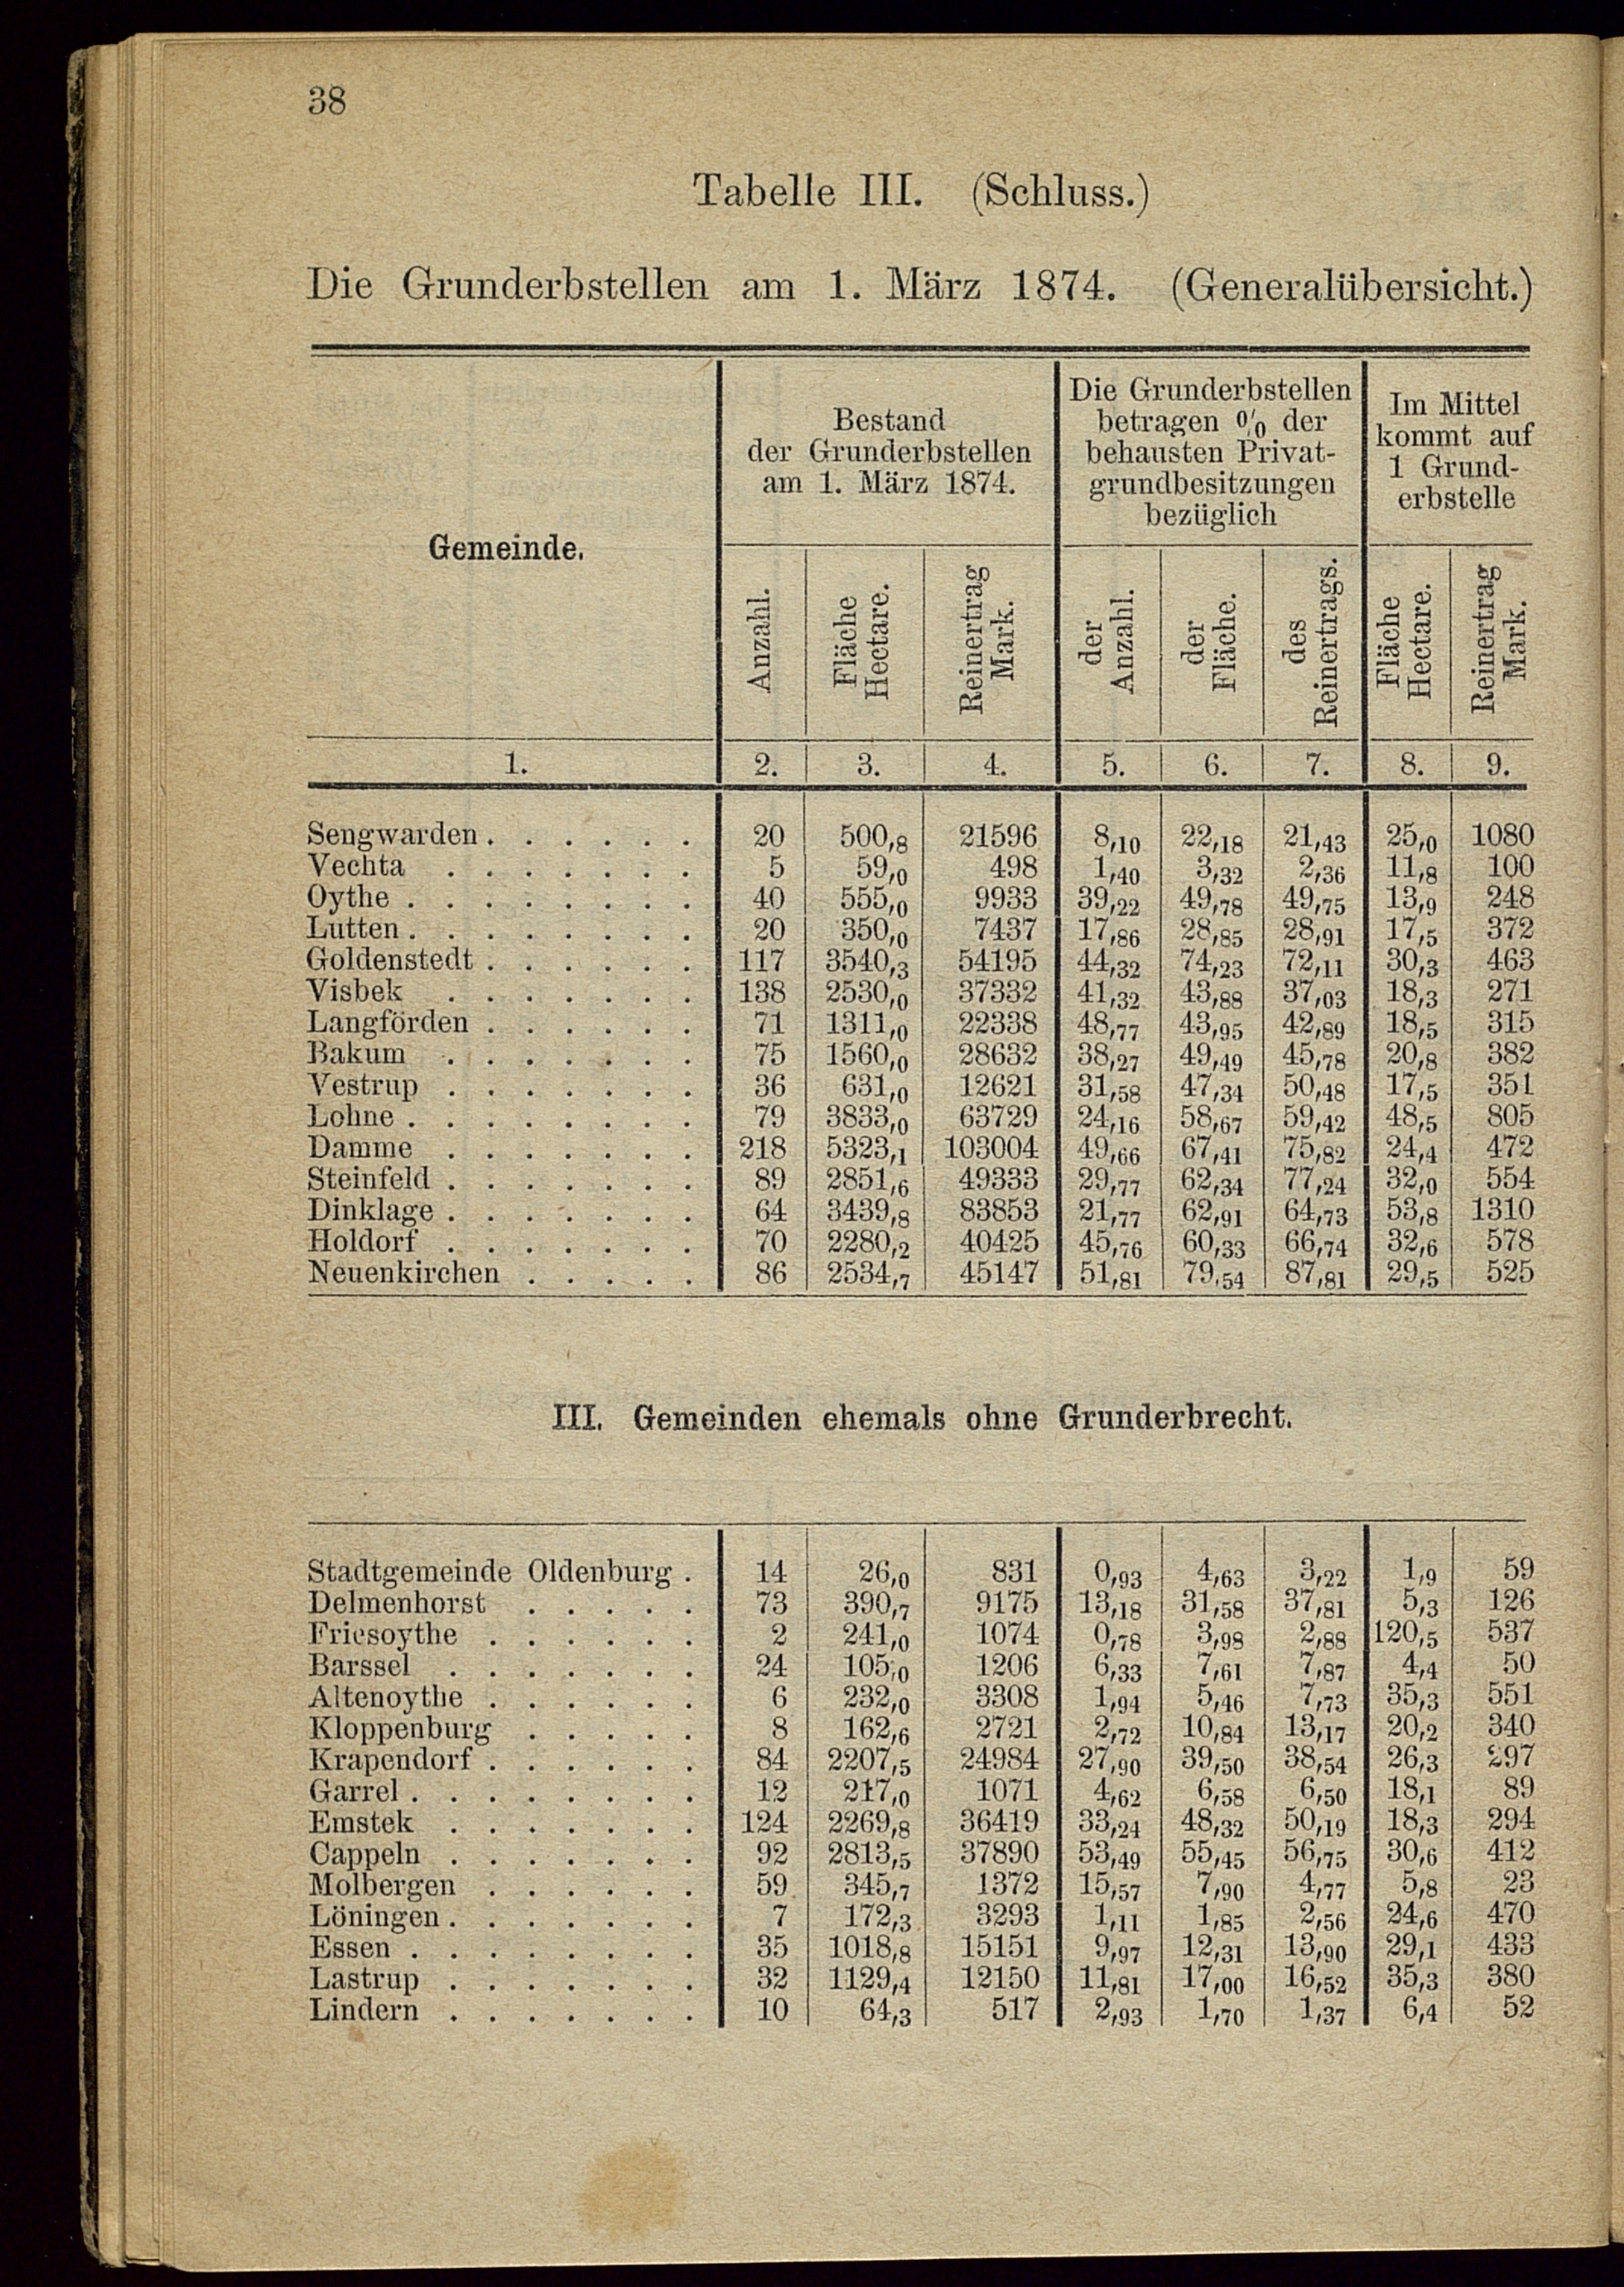 38
Tabelle III. (Schluss.)
Die Grunderbstellen am 1. März 1874. (Generalübersicht.)
Gemeinde.
Bestand
der Grunderbstellen
am 1. März 1874.
Die Grunderbstellen
betragen % der
behausten Privat-
grundbesitzungen
bezüglich
Im Mittel
kommt auf
1 Grund-
erbstelle
Anzahl.
Fläche
Hectare.
Reinertrag
Mark.
der
Anzahl.
der
Fläche.
des
Reinertrags.
Fläche
Hectare.
Reinertrag
Mark.
1. 2. 3. 4. 5. 6. 7. 8. 9.
Sengwarden . . . . . . 20 500,8 21596 8,10 22,18 21,43 25,0 1080
Vechta . . . . . . . 5 59,0 498 1,40 3,32 2,36 11,8 100
Oythe . . . . . . . . 40 555,0 9933 39,22 49,78 49,75 13,9 248
Lutten . . . . . . . . 20 350,0 7437 17,86 28,85 28,91 17,5 372
Goldenstedt . . . . . . 117 3540,3 54195 44,32 74,23 72,11 30,3 463
Visbek . . . . . . . 138 2530,0 37332 41,32 43,88 37,03 18,3 271
Langförden . . . . . . 71 1311,0 22338 48,77 43,95 42,89 18,5 315
Bakum . . . . . . . 75 1560,0 28632 38,27 49,49 45,78 20,8 382
Vestrup . . . . . . . 36 631,0 12621 31,58 47,34 50,48 17,5 351
Lohne . . . . . . . . 79 3833,0 63729 24,16 58,67 59,42 48,5 805
Damme . . . . . . . 218 5323,1 103004 49,66 67,41 75,82 24,4 472
Steinfeld . . . . . . . 89 2851,6 49333 29,77 62,34 77,24 32,0 554
Dinklage . . . . . . . 64 3439,8 83853 21,77 62,91 64,73 53,8 1310
Holdorf . . . . . . . 70 2280,2 40425 45,76 60,33 66,74 32,6 578
Neuenkirchen . . . . . 86 2534,7 45147 51,81 79,54 87,81 29,5 525
III. Gemeinden ehemals ohne Grunderbrecht.
Stadtgemeinde Oldenburg . 14 26,0 831 0,93 4,63 3,22 1,9 59
Delmenhorst . . . . . 73 390,7 9175 13,18 31,58 37,81 5,3 126
Friesoythe . . . . . . 2 241,0 1074 0,78 3,98 2,88 120,5 537
Barssel . . . . . . . 24 105,0 1206 6,33 7,61 7,87 4,4 50
Altenoythe . . . . . . 6 232,0 3308 1,94 5,46 7,73 35,3 551
Kloppenburg . . . . . 8 162,6 2721 2,72 10,84 13,17 20,2 340
Krapendorf . . . . . . 84 2207,5 24984 27,90 39,50 38,54 26,3 297
Garrel . . . . . . . . 12 217,0 1071 4,62 6,58 6,50 18,1 89
Emstek . . . . . . . 124 2269,8 36419 33,24 48,32 50,19 18,3 294
Cappeln . . . . . . . 92 2813,5 37890 53,49 55,45 56,75 30,6 412
Molbergen . . . . . . 59 345,7 1372 15,57 7,90 4,77 5,8 23
Löningen . . . . . . . 7 172,3 3293 1,11 1,85 2,56 24,6 470
Essen . . . . . . . . 35 1018,8 15151 9,97 12,31 13,90 29,1 433
Lastrup . . . . . . . 32 1129,4 12150 11,81 17,00 16,52 35,3 380
Lindern . . . . . . . 10 64,3 517 2,93 1,70 1,37 6,4 52